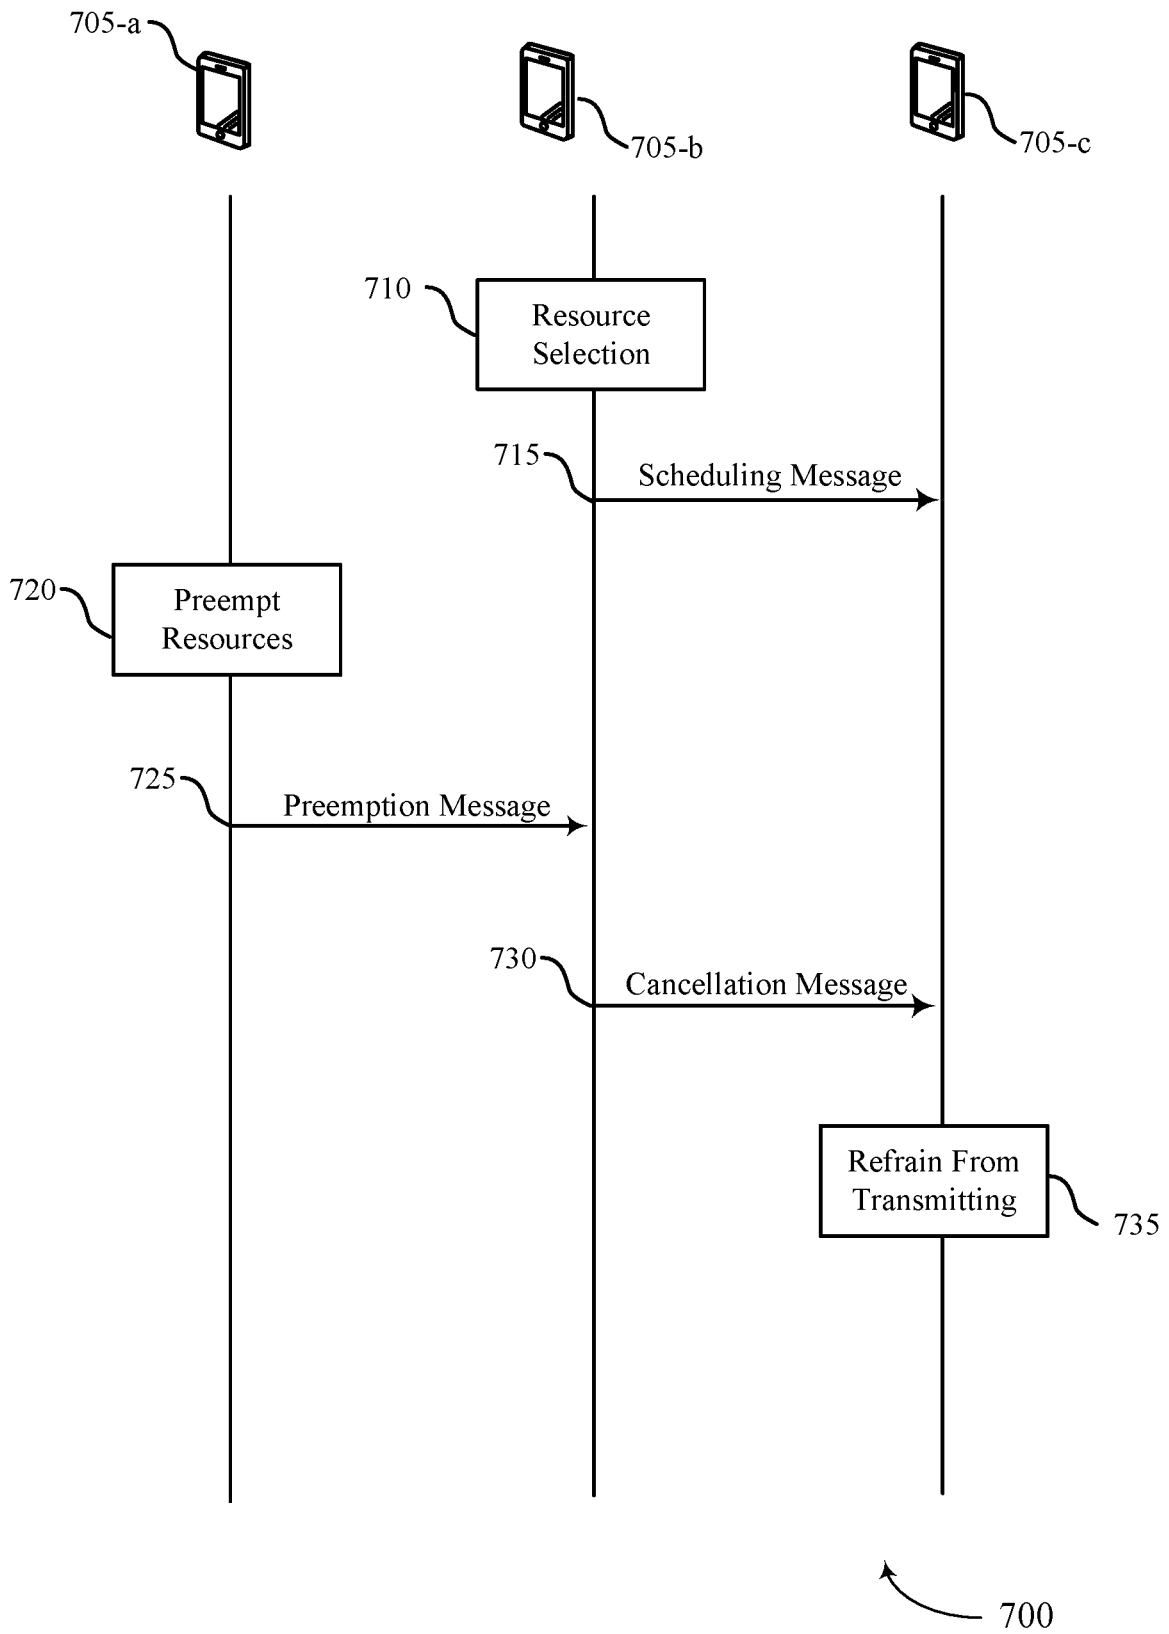 705-a
705-b
705-c
710
Resource
Selection
715
Scheduling Message
720
Preempt
Resources
725
Preemption Message
730
Cancellation Message
Refrain From
Transmitting
735
700